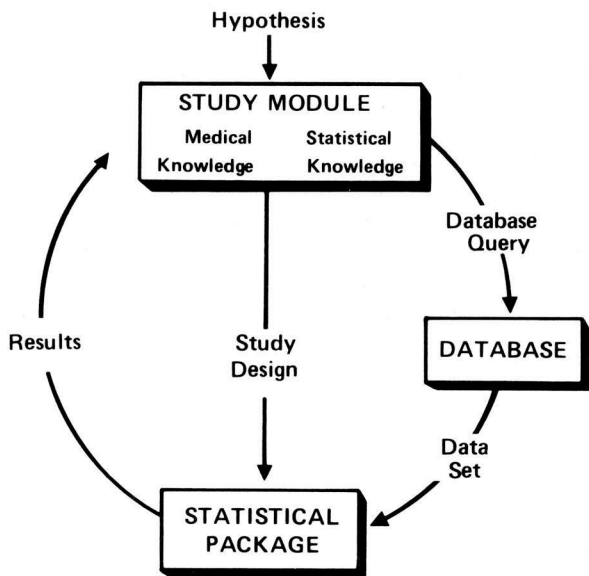 Hypothesis
STUDY MODULE
Medical Statistical
Knowledge Knowledge
Database
Query
DATABASE
Results
Study
Design
Data
Set
STATISTICAL
PACKAGE